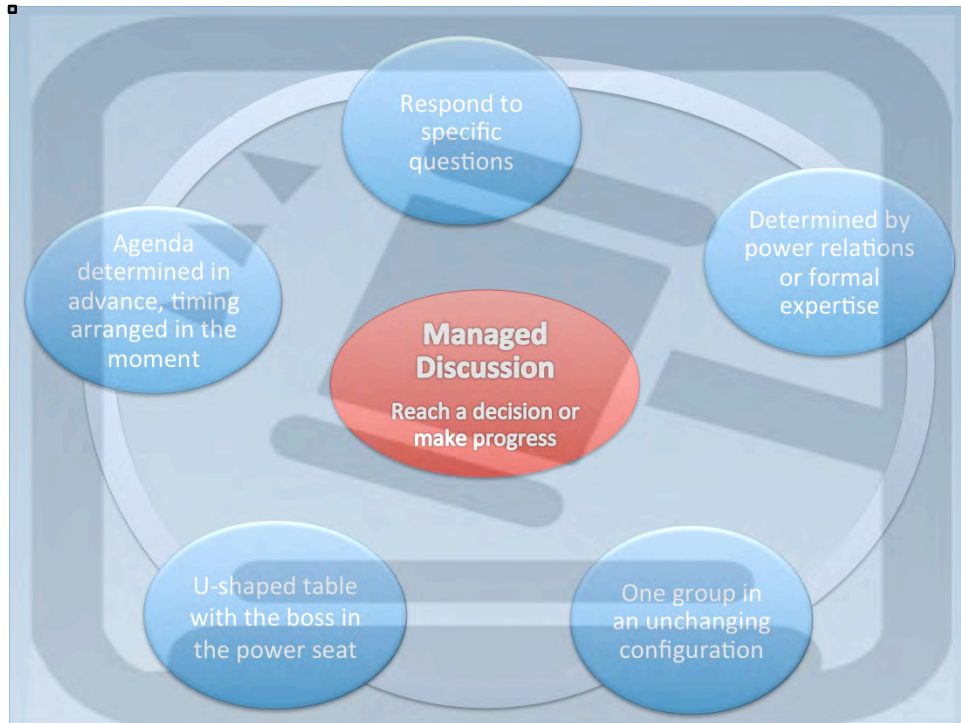 Respond to
specific
questions
Determined by
power relations
or formal
expertise
Agenda
determined in
advance, timing
arranged in the
moment
Managed
Discussion
Reach a decision or
make progress
U-shaped table
with the boss in
the power seat
One group in
an unchanging
configuration